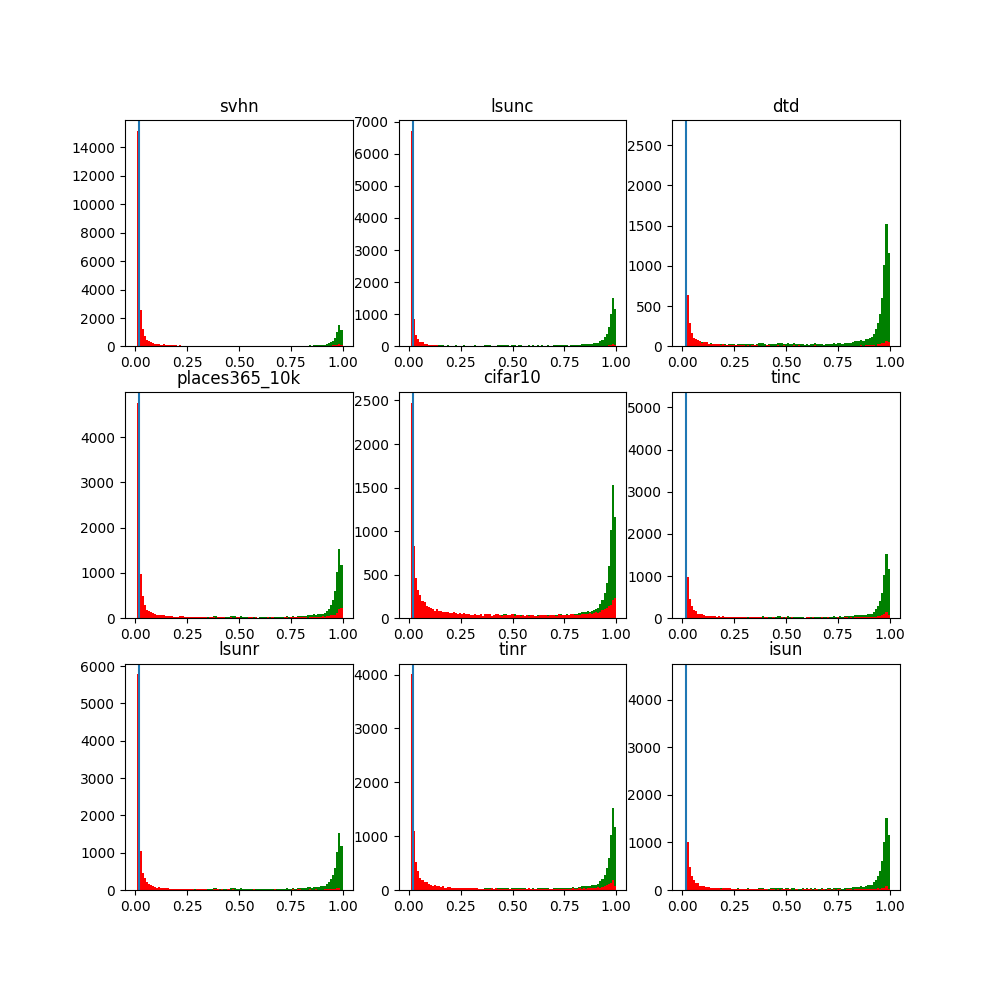 svhn lsunc dtd
14000 12000 10000 8000 6000 4000 2000 0
7000 6000 5000 4000 3000 2000 1000 0
2500 2000 1500 1000 500 0
0.00 0.25 0.50 0.75 1.00 0.00 0.25 0.50 0.75 1.00 0.00 0.25 0.50 0.75 1.00
places365_10k cifar10 tinc
4000 3000 2000 1000 0
2500 2000 1500 1000 500 0
5000 4000 3000 2000 1000 0
0.00 0.25 0.50 0.75 1.00 0.00 0.25 0.50 0.75 1.00 0.00 0.25 0.50 0.75 1.00
lsunr tinr isun
6000 5000 4000 3000 2000 1000 0
4000 3000 2000 1000 0
4000 3000 2000 1000 0
0.00 0.25 0.50 0.75 1.00 0.00 0.25 0.50 0.75 1.00 0.00 0.25 0.50 0.75 1.00